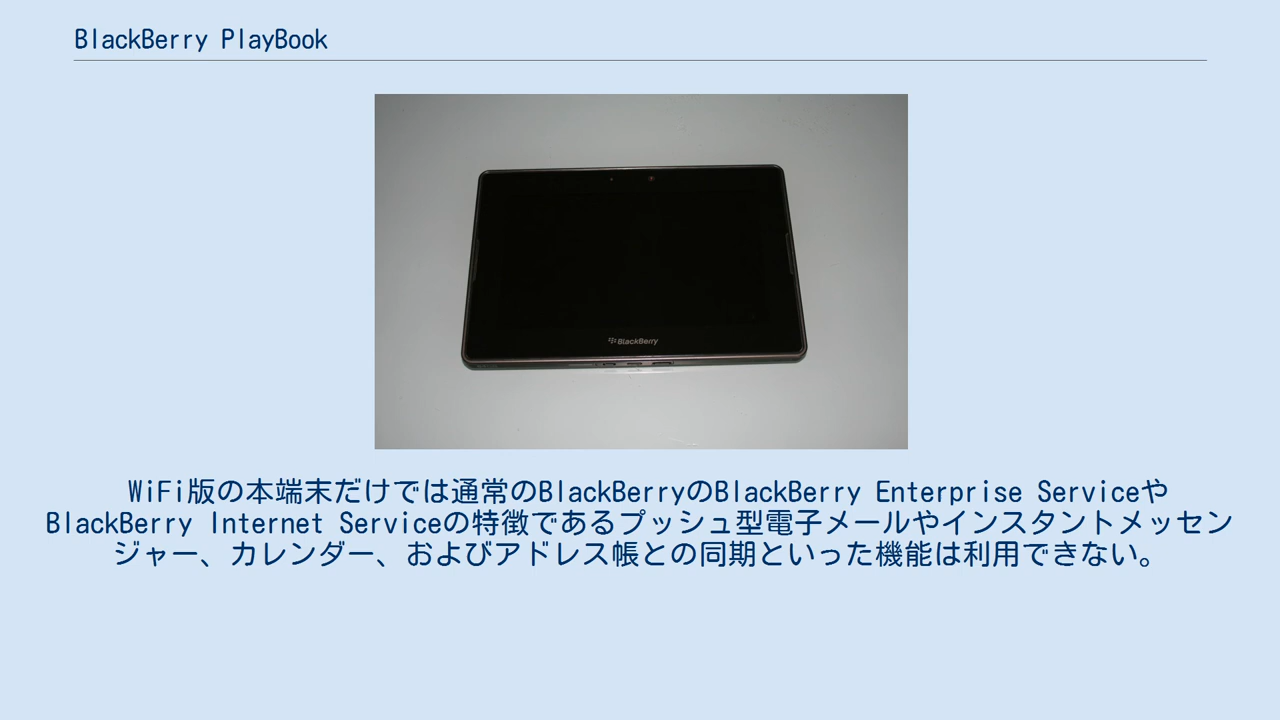 BlackBerry PlayBook
BlackBerry
WiFi版の本端末だけでは通常のBlackBerryのBlackBerry Enterprise Serviceや
BlackBerry Internet Serviceの特徴であるプッシュ型電子メールやインスタントメッセン
ジャー、カレンダー、およびアドレス帳との同期といった機能は利用できない。